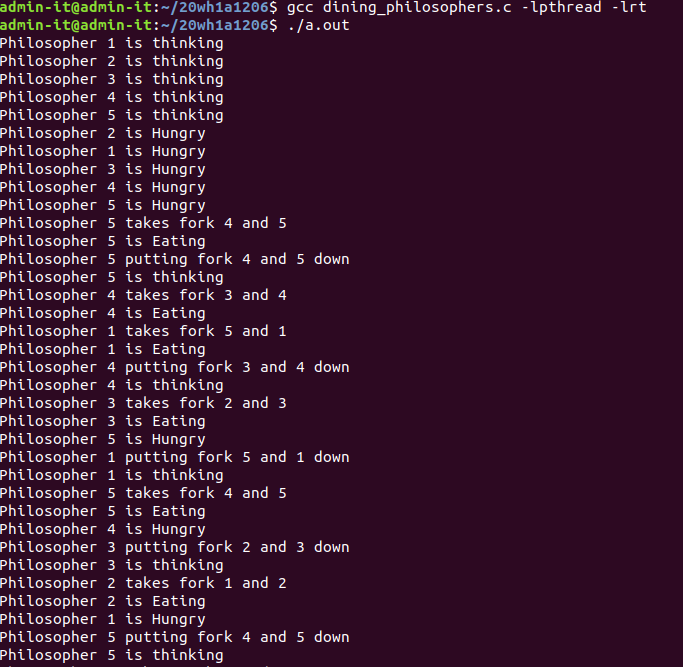 admin-it@admin-it:~/20wh1a1206$ gcc dining_philosophers.c -lpthread -lrt
admin-it@admin-it:~/20wh1a1206$ ./a.out
Philosopher 1 is thinking
Philosopher 2 is thinking
Philosopher 3 is thinking
Philosopher 4 is thinking
Philosopher 5 is thinking
Philosopher 2 is Hungry
Philosopher 1 is Hungry
Philosopher 3 is Hungry
Philosopher 4 is Hungry
Philosopher 5 is Hungry
Philosopher 5 takes fork 4 and 5
Philosopher 5 is Eating
Philosopher 5 putting fork 4 and 5 down
Philosopher 5 is thinking
Philosopher 4 takes fork 3 and 4
Philosopher 4 is Eating
Philosopher 1 takes fork 5 and 1
Philosopher 1 is Eating
Philosopher 4 putting fork 3 and 4 down
Philosopher 4 is thinking
Philosopher 3 takes fork 2 and 3
Philosopher 3 is Eating
Philosopher 5 is Hungry
Philosopher 1 putting fork 5 and 1 down
Philosopher 1 is thinking
Philosopher 5 takes fork 4 and 5
Philosopher 5 is Eating
Philosopher 4 is Hungry
Philosopher 3 putting fork 2 and 3 down
Philosopher 3 is thinking
Philosopher 2 takes fork 1 and 2
Philosopher 2 is Eating
Philosopher 1 is Hungry
Philosopher 5 putting fork 4 and 5 down
Philosopher 5 is thinking